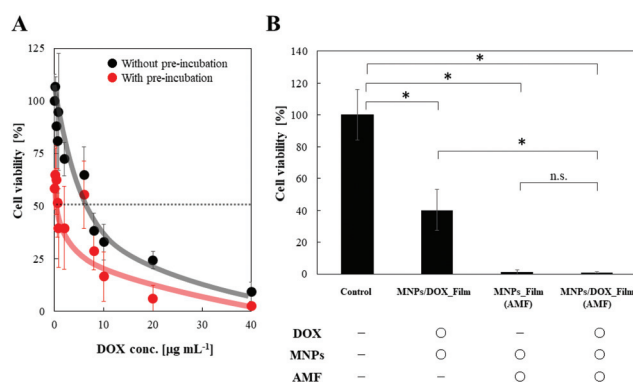 A
125
100
75
50
25
0
Cell viability [%]
Without pre-incubation
With pre-incubation
0 10 20 30 40
DOX conc. [μg mL⁻¹]
B
140
120
100
80
60
40
20
0
Cell viability [%]
*
*
*
*
n.s.
Control MNPs/DOX_Film MNPs_Film (AMF) MNPs/DOX_Film (AMF)
DOX – ○ – ○
MNPs – ○ ○ ○
AMF – – ○ ○